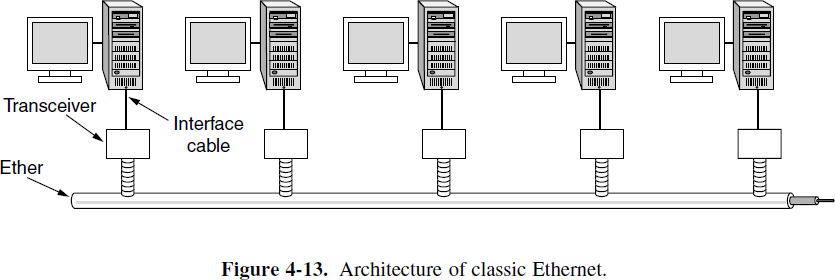 Transceiver
Interface
cable
Ether
Figure 4-13. Architecture of classic Ethernet.